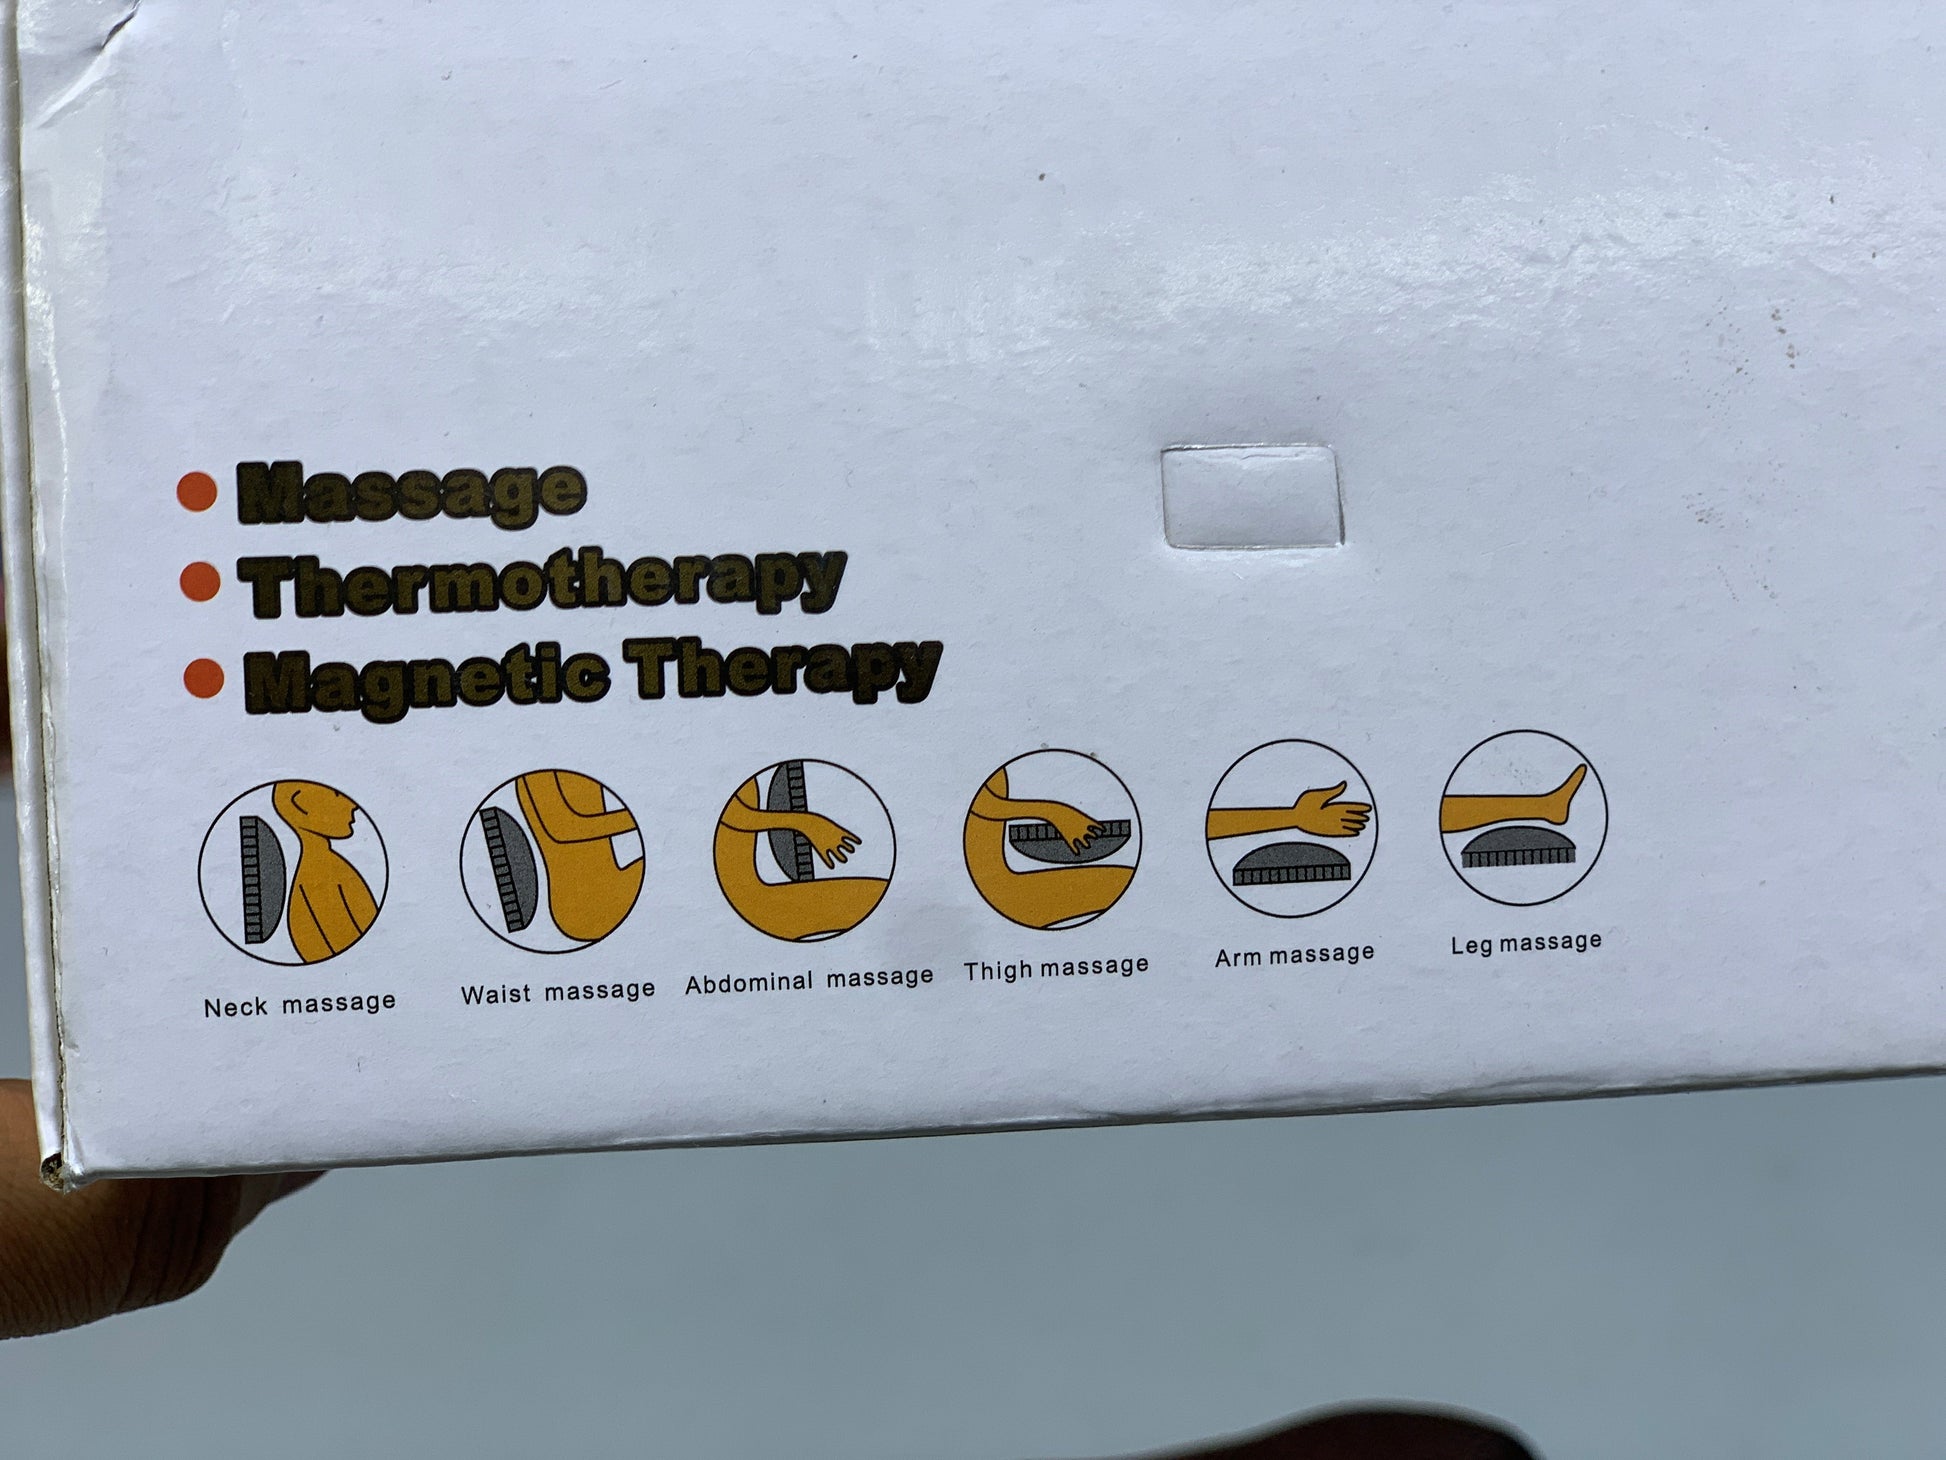 Massage
Thermotherapy
Magnetic Therapy
Neck massage
Waist massage
Abdominal massage
Thigh massage
Arm massage
Leg massage